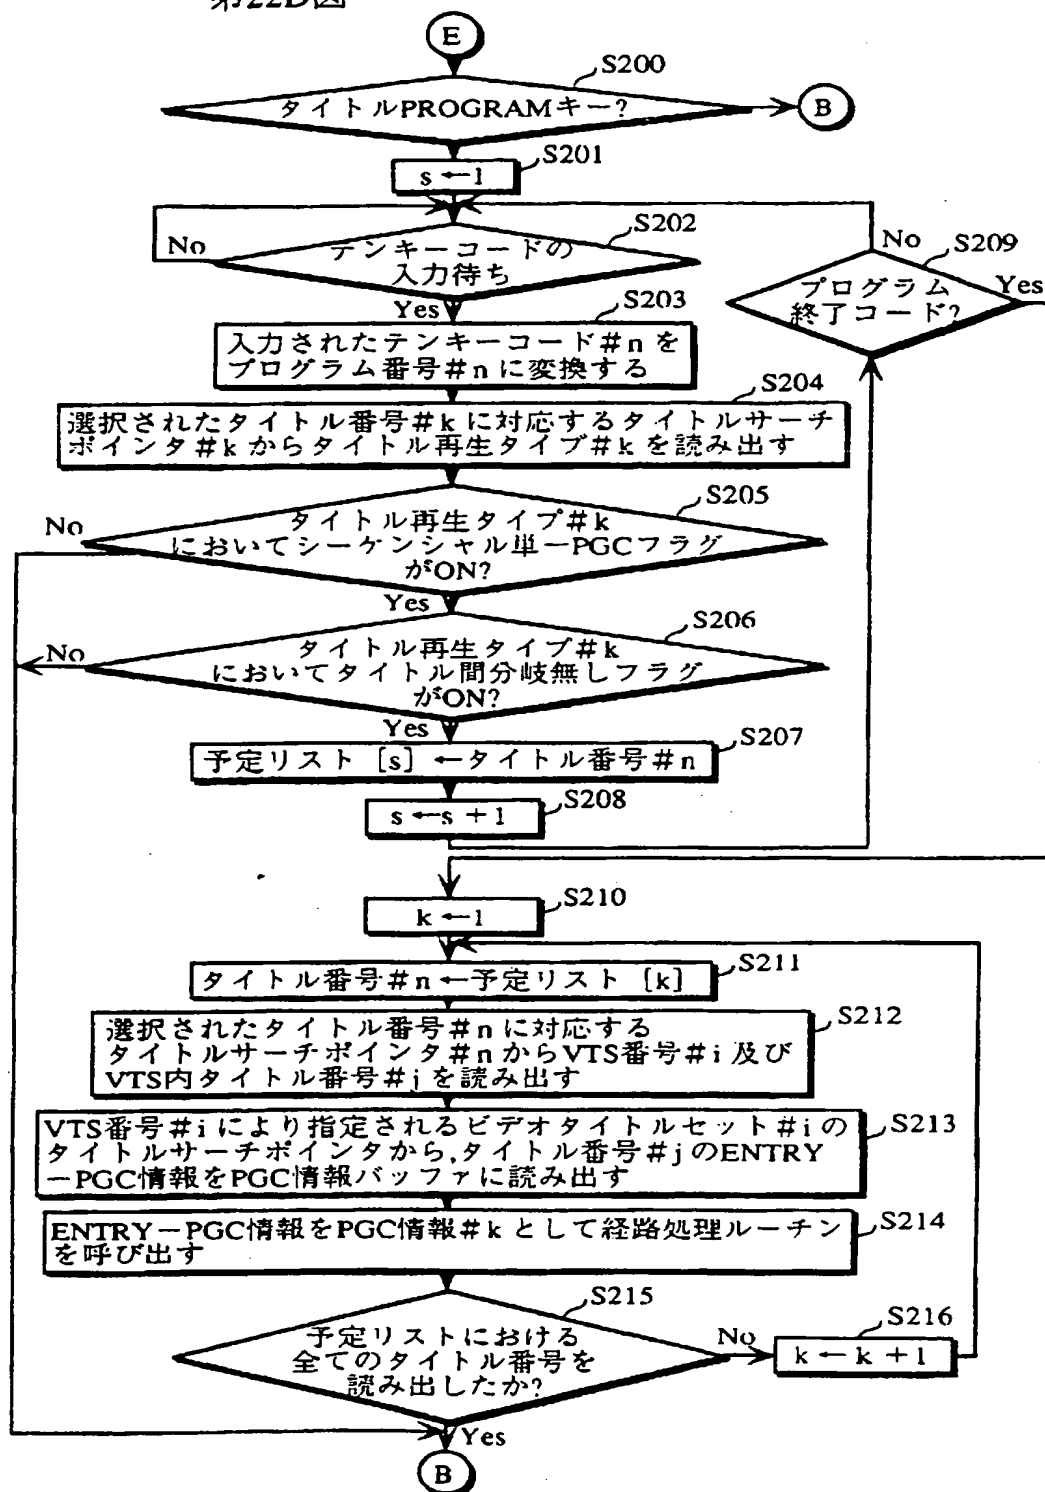 第22D図
E
S200
タイトルPROGRAMキー?
B
S201
s←1
S202
No
テンキーコードの
入力待ち
No
S209
プログラム
終了コード?
Yes
Yes
S203
入力されたテンキーコード#nを
プログラム番号#nに変換する
S204
選択されたタイトル番号#kに対応するタイトルサーチ
ポインタ#kからタイトル再生タイプ#kを読み出す
S205
No
タイトル再生タイプ#k
においてシーケンシャル単一PGCフラグ
がON?
Yes
S206
No
タイトル再生タイプ#k
においてタイトル間分岐無しフラグ
がON?
Yes
S207
予定リスト [s] ←タイトル番号#n
S208
s←s+1
S210
k←1
S211
タイトル番号#n←予定リスト [k]
S212
選択されたタイトル番号#nに対応する
タイトルサーチポインタ#nからVTS番号#i及び
VTS内タイトル番号#jを読み出す
S213
VTS番号#iにより指定されるビデオタイトルセット#iの
タイトルサーチポインタから,タイトル番号#jのENTRY
-PGC情報をPGC情報バッファに読み出す
S214
ENTRY-PGC情報をPGC情報#kとして経路処理ルーチン
を呼び出す
S215
予定リストにおける
全てのタイトル番号を
読み出したか?
No
S216
k←k+1
Yes
B